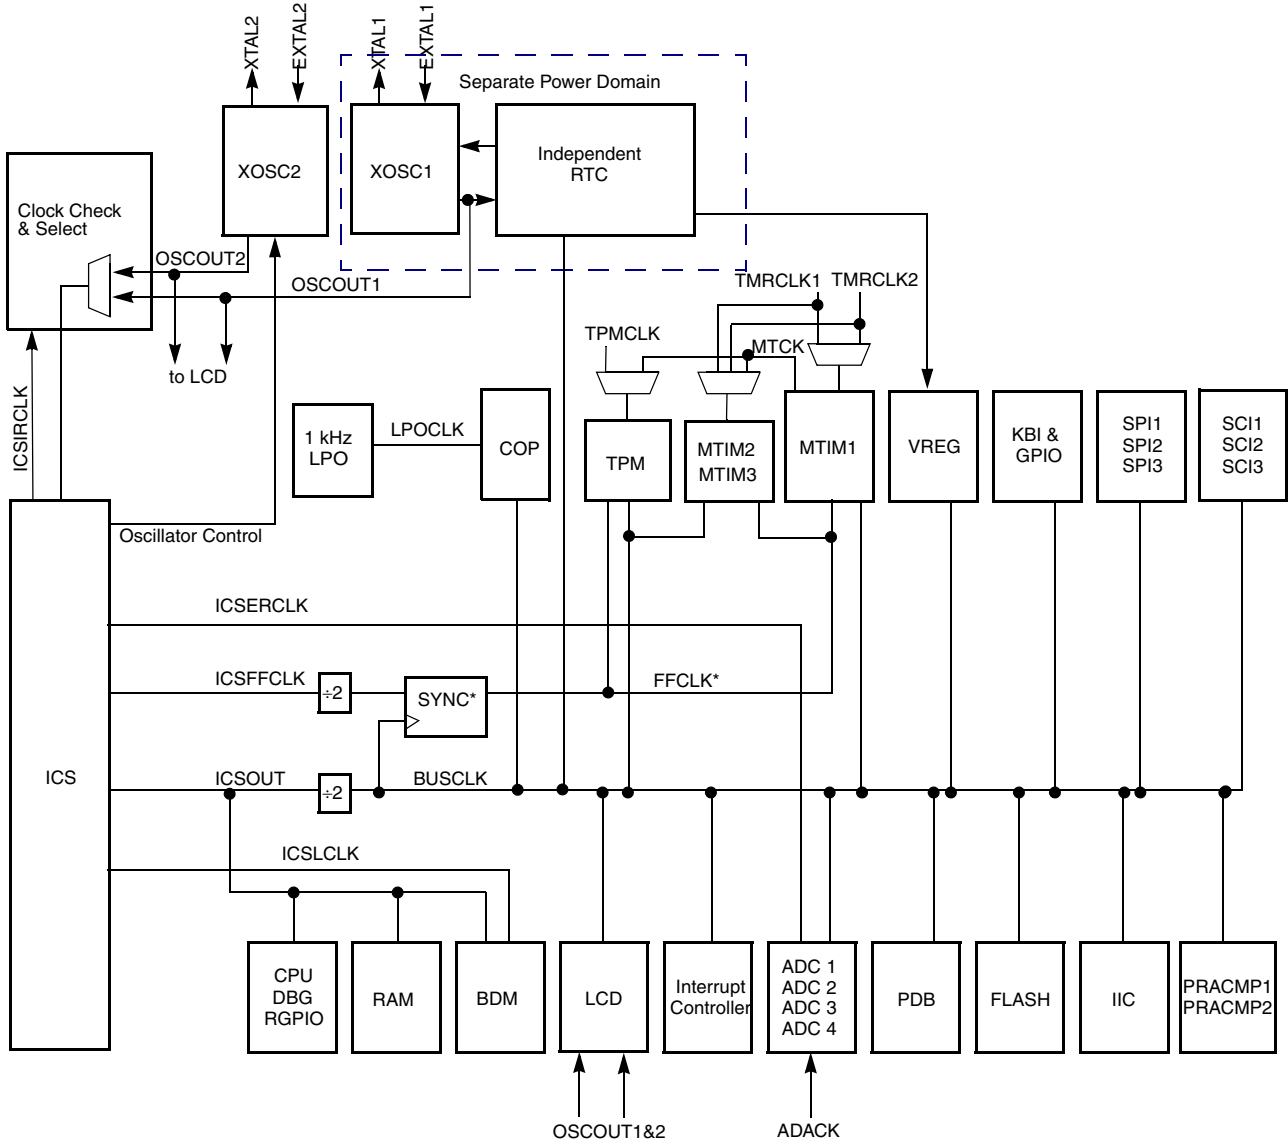 XTAL2
EXTAL2
XTAL1
EXTAL1
Separate Power Domain
XOSC2
XOSC1
Independent
RTC
Clock Check
& Select
OSCOUT2
OSCOUT1
TMRCLK1
TMRCLK2
TPMCLK
MTCK
to LCD
ICSIRCLK
1 kHz
LPO
LPOCLK
COP
TPM
MTIM2
MTIM3
MTIM1
VREG
KBI &
GPIO
SPI1
SPI2
SPI3
SCI1
SCI2
SCI3
Oscillator Control
ICSERCLK
ICSFFCLK
÷2
SYNC*
FFCLK*
ICS
ICSOUT
÷2
BUSCLK
ICSLCLK
CPU
DBG
RGPIO
RAM
BDM
LCD
Interrupt
Controller
ADC 1
ADC 2
ADC 3
ADC 4
PDB
FLASH
IIC
PRACMP1
PRACMP2
OSCOUT1&2
ADACK